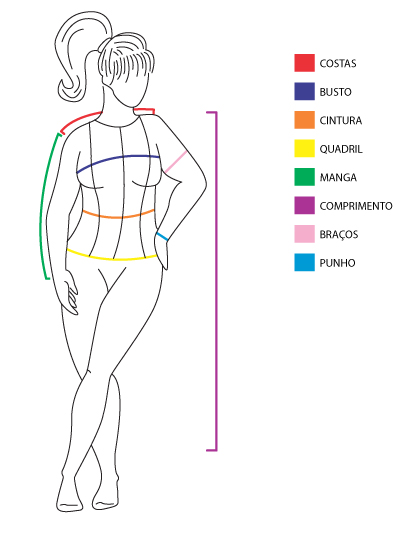 COSTAS
BUSTO
CINTURA
QUADRIL
MANGA
COMPRIMENTO
BRAÇOS
PUNHO